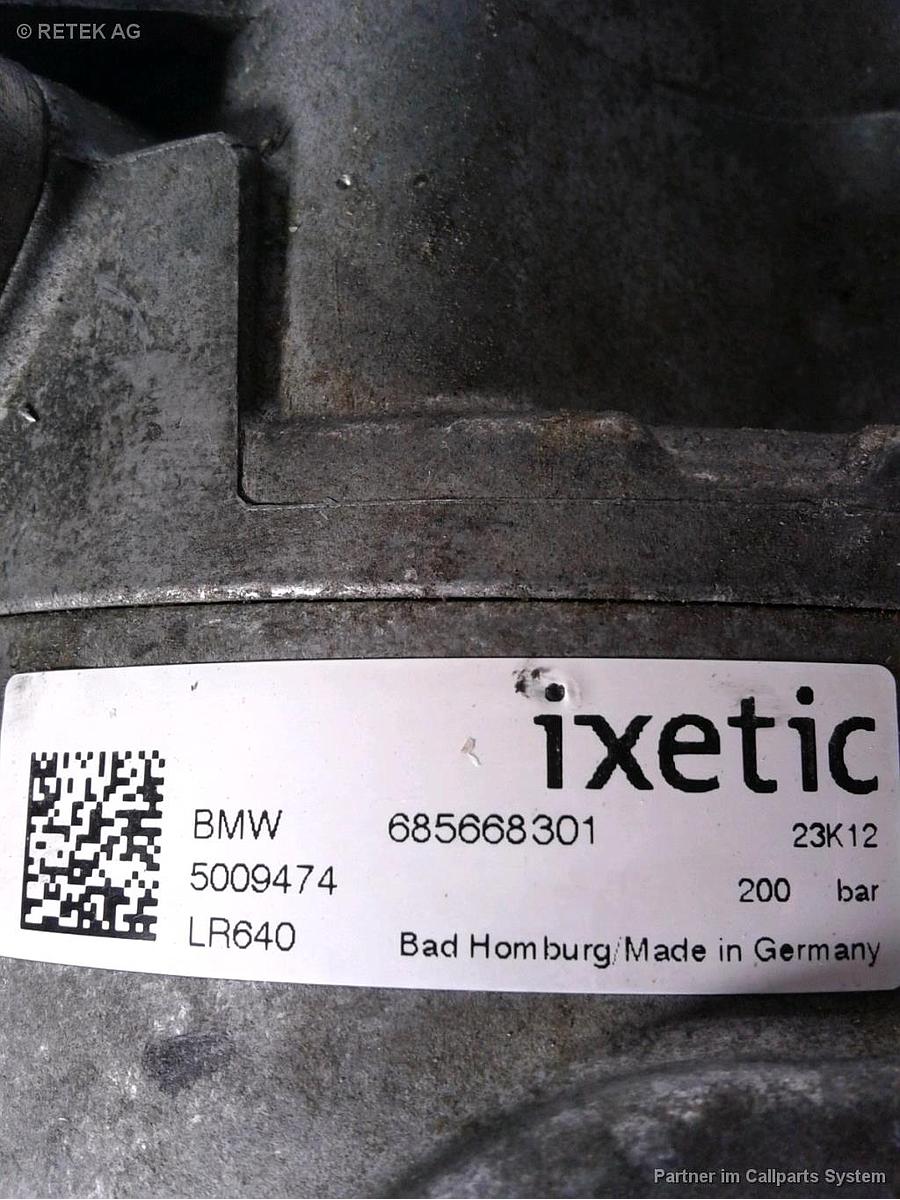 © RETEK AG
ixetic
BMW 685668301 23K12
5009474 200 bar
LR640 Bad Homburg/Made in Germany
Partner im Callparts System